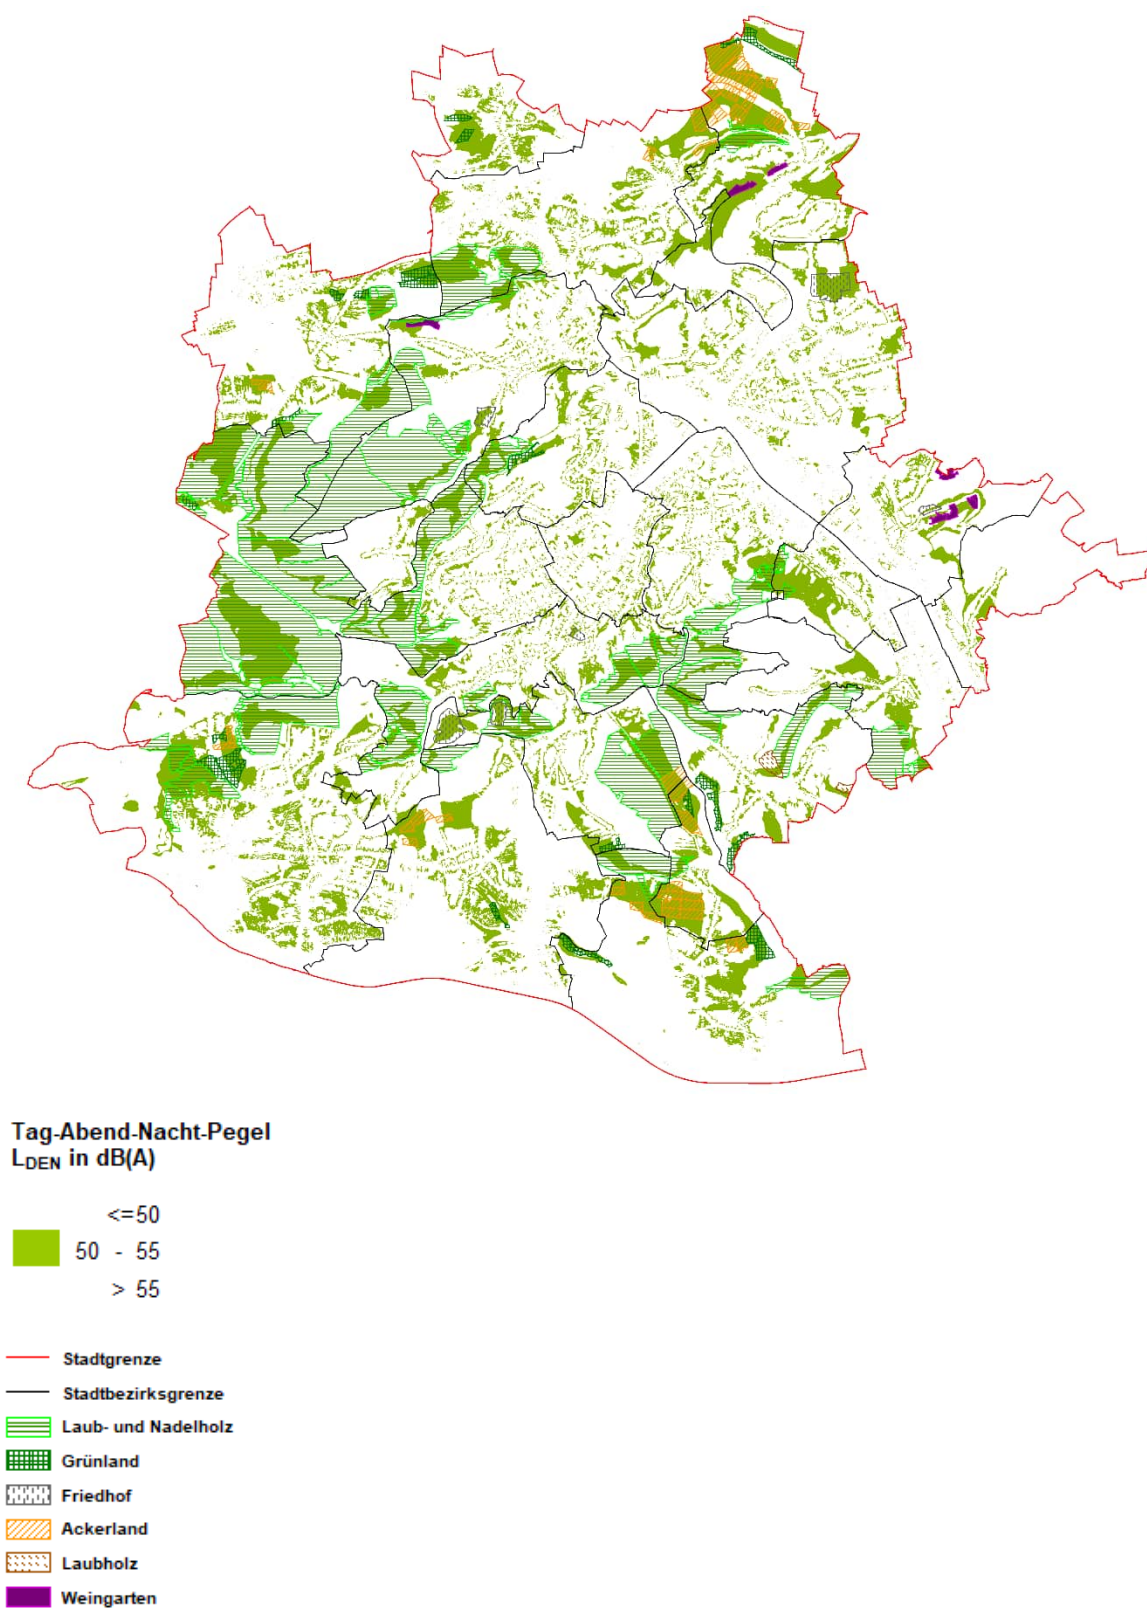 Tag-Abend-Nacht-Pegel
LDEN in dB(A)
<=50
50 - 55
> 55
Stadtgrenze
Stadtbezirksgrenze
Laub- und Nadelholz
Grünland
Friedhof
Ackerland
Laubholz
Weingarten